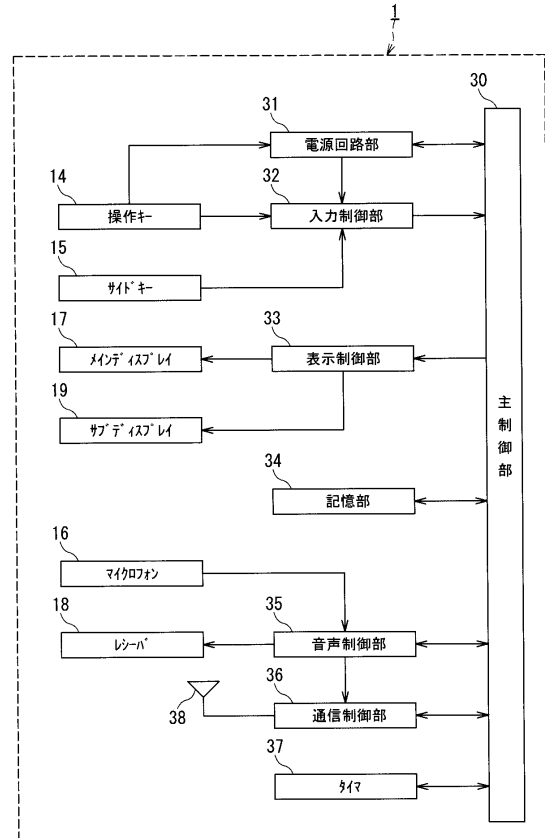 1
30
31
電源回路部
14
32
操作キー
入力制御部
15
サイドキー
17
33
メインディスプレイ
表示制御部
19
サブディスプレイ
主制御部
34
記憶部
16
マイクロフォン
18
35
レシーバ
音声制御部
36
38
通信制御部
37
タイマ